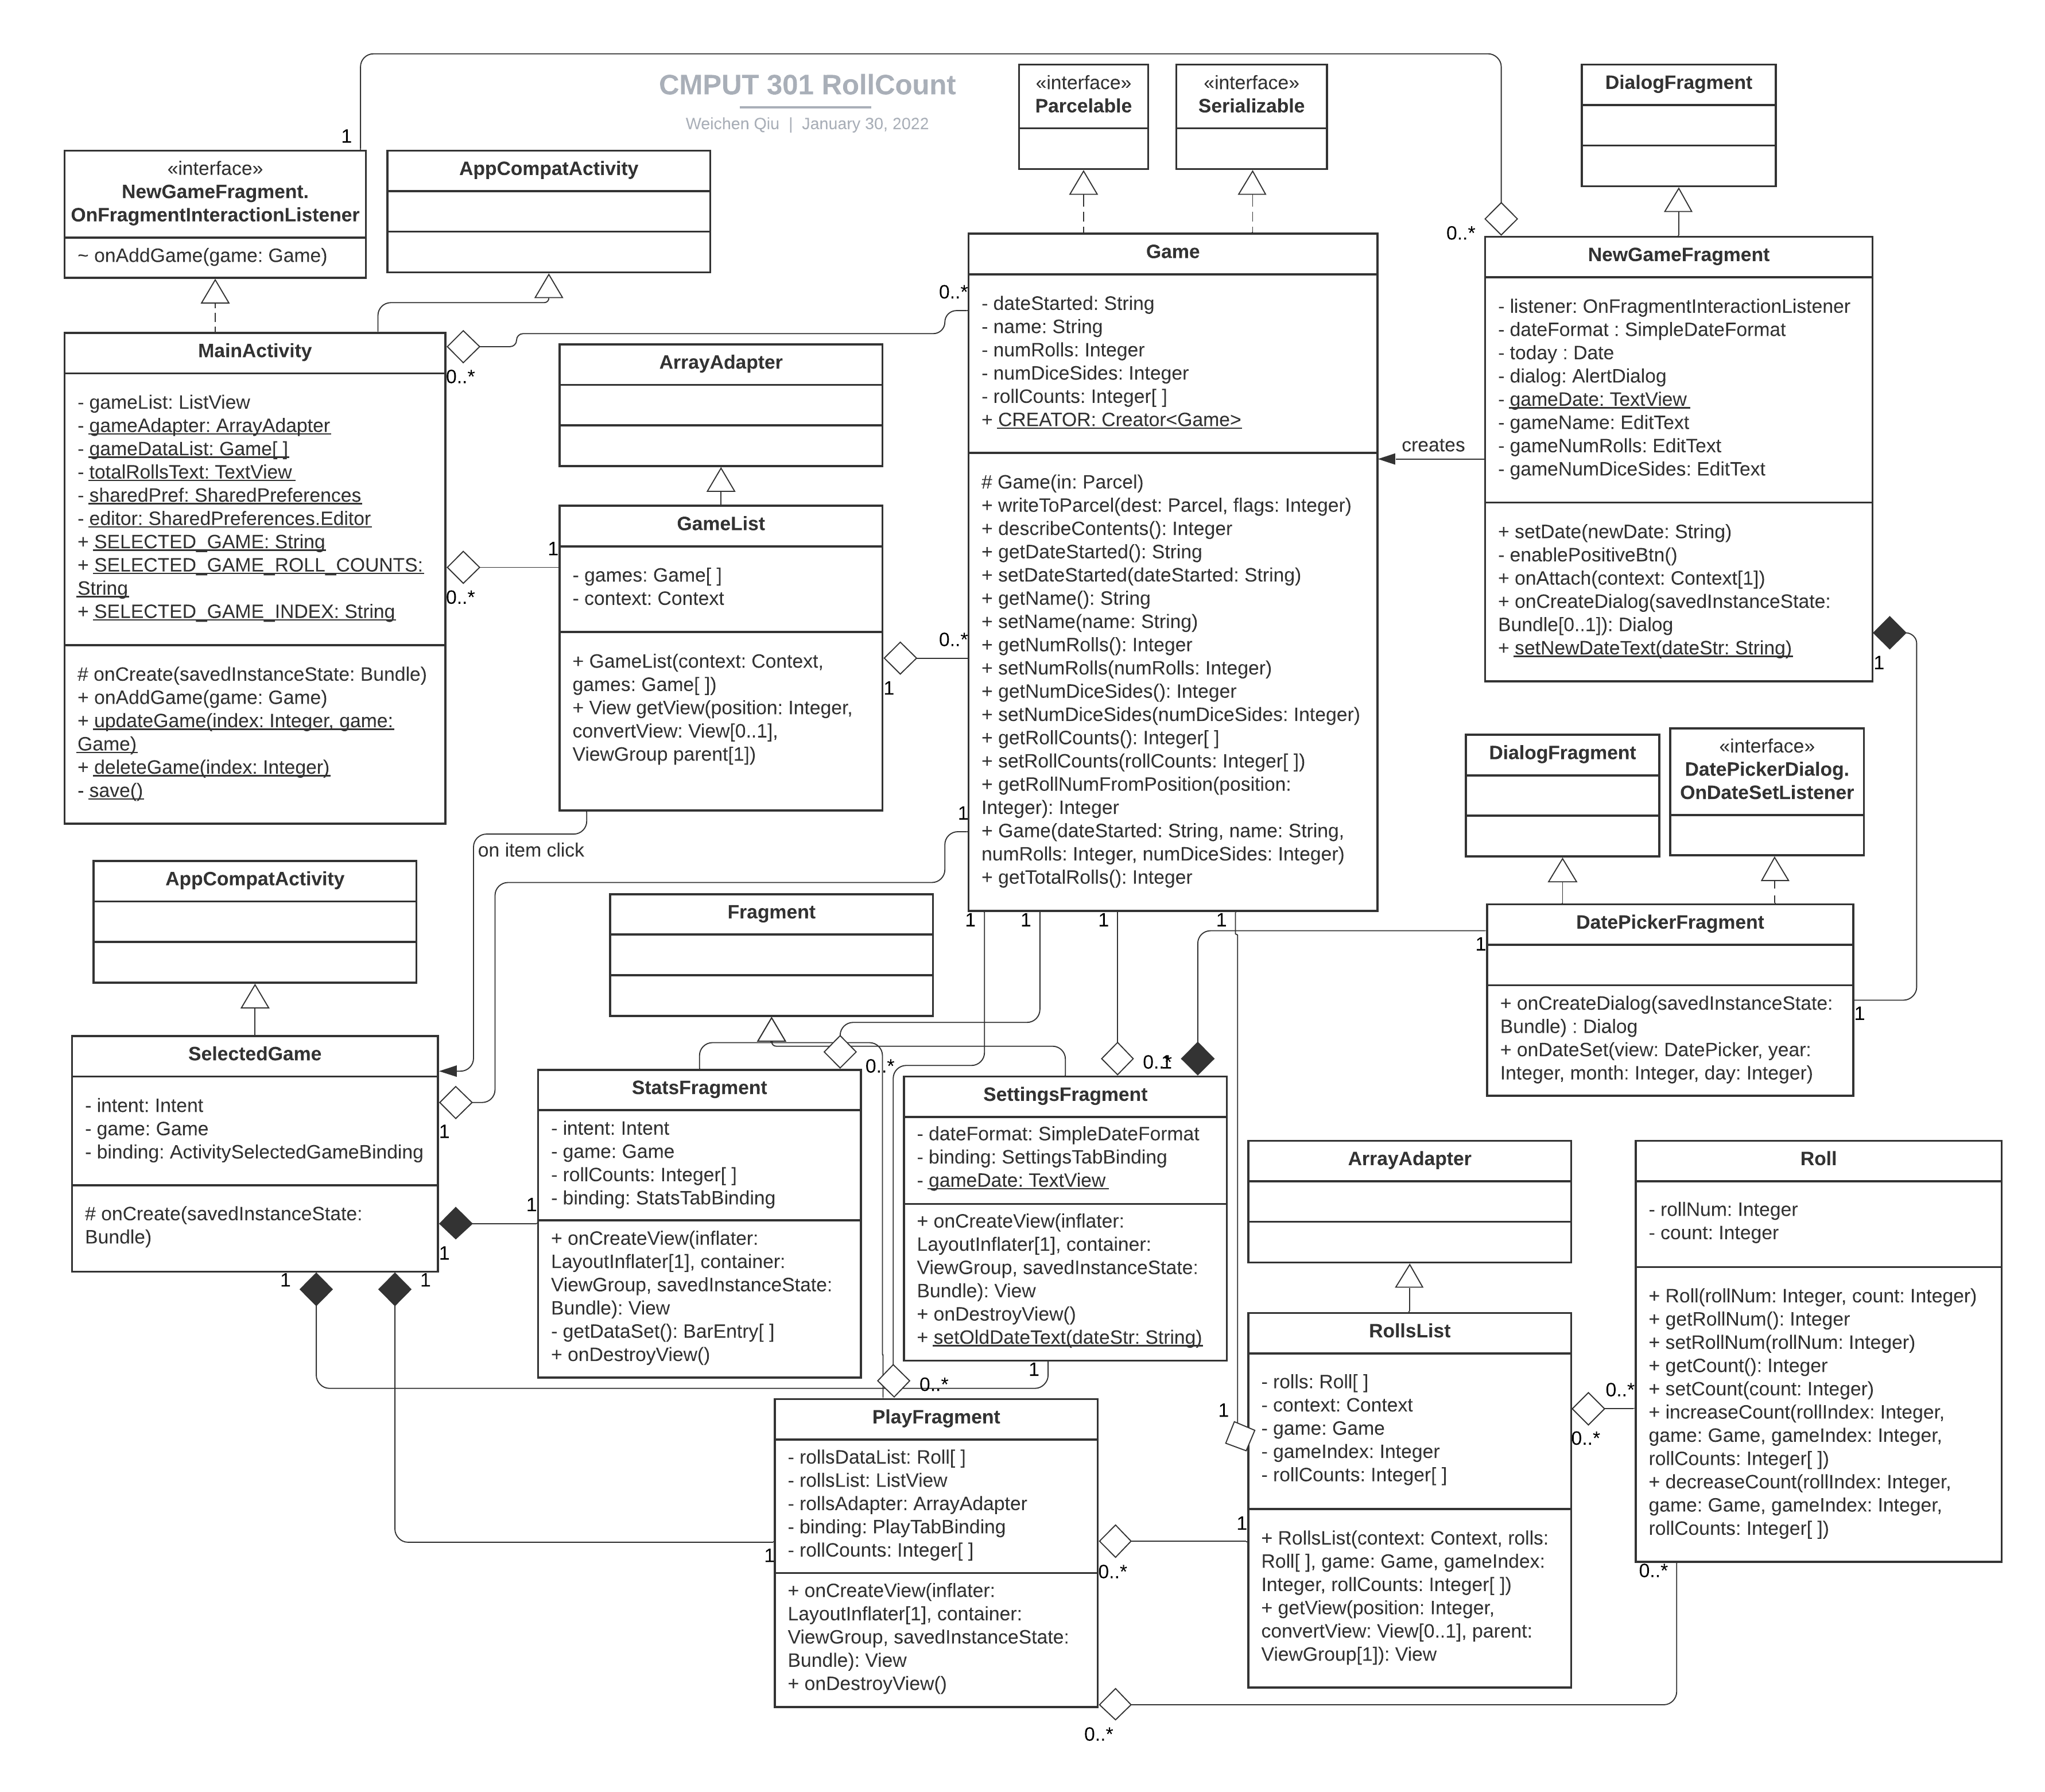 CMPUT 301 RollCount
Weichen Qiu | January 30, 2022
1
«interface»
NewGameFragment.
OnFragmentInteractionListener
~ onAddGame(game: Game)
AppCompatActivity
«interface»
Parcelable
«interface»
Serializable
DialogFragment
MainActivity
- gameList: ListView
- gameAdapter: ArrayAdapter
- gameDataList: Game[ ]
- totalRollsText: TextView
- sharedPref: SharedPreferences
- editor: SharedPreferences.Editor
+ SELECTED_GAME: String
+ SELECTED_GAME_ROLL_COUNTS:
String
+ SELECTED_GAME_INDEX: String
# onCreate(savedInstanceState: Bundle)
+ onAddGame(game: Game)
+ updateGame(index: Integer, game:
Game)
+ deleteGame(index: Integer)
- save()
0..*
0..*
0..*
1
ArrayAdapter
GameList
- games: Game[ ]
- context: Context
+ GameList(context: Context,
games: Game[ ])
+ View getView(position: Integer,
convertView: View[0..1],
ViewGroup parent[1])
0..*
1
on item click
Game
- dateStarted: String
- name: String
- numRolls: Integer
- numDiceSides: Integer
- rollCounts: Integer[ ]
+ CREATOR: Creator<Game>
# Game(in: Parcel)
+ writeToParcel(dest: Parcel, flags: Integer)
+ describeContents(): Integer
+ getDateStarted(): String
+ setDateStarted(dateStarted: String)
+ getName(): String
+ setName(name: String)
+ getNumRolls(): Integer
+ setNumRolls(numRolls: Integer)
+ getNumDiceSides(): Integer
+ setNumDiceSides(numDiceSides: Integer)
+ getRollCounts(): Integer[ ]
+ setRollCounts(rollCounts: Integer[ ])
+ getRollNumFromPosition(position:
Integer): Integer
+ Game(dateStarted: String, name: String,
numRolls: Integer, numDiceSides: Integer)
+ getTotalRolls(): Integer
1
1
1
1
1
creates
0..*
NewGameFragment
- listener: OnFragmentInteractionListener
- dateFormat : SimpleDateFormat
- today : Date
- dialog: AlertDialog
- gameDate: TextView
- gameName: EditText
- gameNumRolls: EditText
- gameNumDiceSides: EditText
+ setDate(newDate: String)
- enablePositiveBtn()
+ onAttach(context: Context[1])
+ onCreateDialog(savedInstanceState:
Bundle[0..1]): Dialog
+ setNewDateText(dateStr: String)
1
DialogFragment
«interface»
DatePickerDialog.
OnDateSetListener
DatePickerFragment
+ onCreateDialog(savedInstanceState:
Bundle) : Dialog
+ onDateSet(view: DatePicker, year:
Integer, month: Integer, day: Integer)
1
1
AppCompatActivity
SelectedGame
- intent: Intent
- game: Game
- binding: ActivitySelectedGameBinding
# onCreate(savedInstanceState:
Bundle)
1
1
1
1
Fragment
StatsFragment
- intent: Intent
- game: Game
- rollCounts: Integer[ ]
- binding: StatsTabBinding
+ onCreateView(inflater:
LayoutInflater[1], container:
ViewGroup, savedInstanceState:
Bundle): View
- getDataSet(): BarEntry[ ]
+ onDestroyView()
1
0..*
0..*
1
SettingsFragment
- dateFormat: SimpleDateFormat
- binding: SettingsTabBinding
- gameDate: TextView
+ onCreateView(inflater:
LayoutInflater[1], container:
ViewGroup, savedInstanceState:
Bundle): View
+ onDestroyView()
+ setOldDateText(dateStr: String)
1
0..*
PlayFragment
- rollsDataList: Roll[ ]
- rollsList: ListView
- rollsAdapter: ArrayAdapter
- binding: PlayTabBinding
- rollCounts: Integer[ ]
+ onCreateView(inflater:
LayoutInflater[1], container:
ViewGroup, savedInstanceState:
Bundle): View
+ onDestroyView()
1
0..*
0..*
ArrayAdapter
RollsList
- rolls: Roll[ ]
- context: Context
- game: Game
- gameIndex: Integer
- rollCounts: Integer[ ]
+ RollsList(context: Context, rolls:
Roll[ ], game: Game, gameIndex:
Integer, rollCounts: Integer[ ])
+ getView(position: Integer,
convertView: View[0..1], parent:
ViewGroup[1]): View
1
1
0..*
0..*
Roll
- rollNum: Integer
- count: Integer
+ Roll(rollNum: Integer, count: Integer)
+ getRollNum(): Integer
+ setRollNum(rollNum: Integer)
+ getCount(): Integer
+ setCount(count: Integer)
+ increaseCount(rollIndex: Integer,
game: Game, gameIndex: Integer,
rollCounts: Integer[ ])
+ decreaseCount(rollIndex: Integer,
game: Game, gameIndex: Integer,
rollCounts: Integer[ ])
0..*